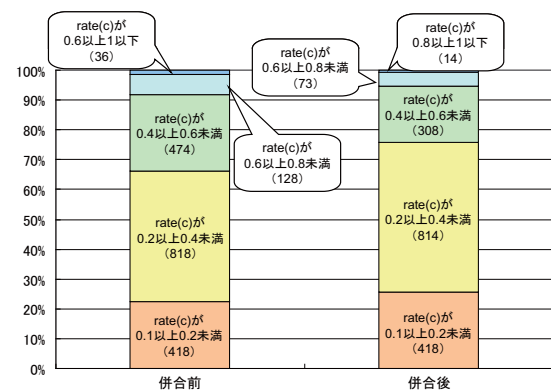 rate(c)が
0.6以上1以下
（36）
rate(c)が
0.6以上0.8未満
（73）
rate(c)が
0.8以上1以下
（14）
100%
90%
80%
70%
60%
50%
40%
30%
20%
10%
0%
rate(c)が
0.4以上0.6未満
（474）
rate(c)が
0.6以上0.8未満
（128）
rate(c)が
0.4以上0.6未満
（308）
rate(c)が
0.2以上0.4未満
（818）
rate(c)が
0.2以上0.4未満
（814）
rate(c)が
0.1以上0.2未満
（418）
rate(c)が
0.1以上0.2未満
（418）
併合前
併合後